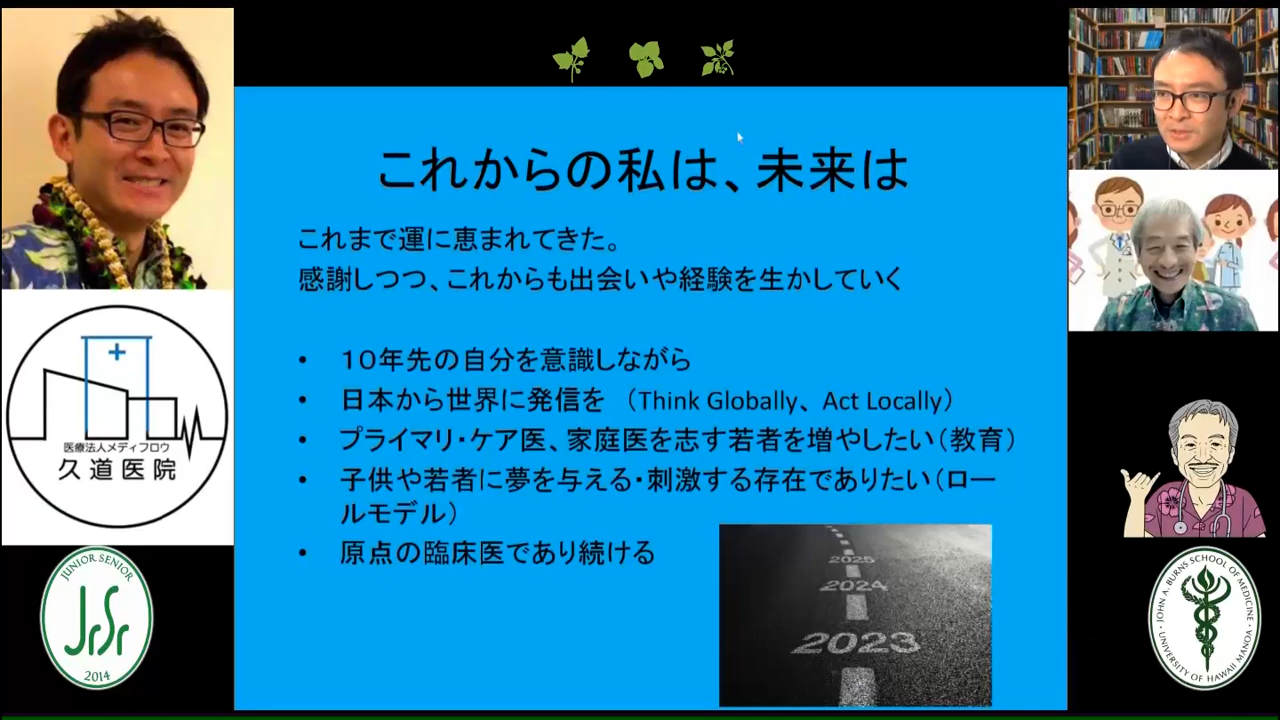 これからの私は、未来は
これまで運に恵まれてきた。
感謝しつつ、これからも出会いや経験を生かしていく
• １０年先の自分を意識しながら
• 日本から世界に発信を （Think Globally、 Act Locally）
• プライマリ・ケア医、家庭医を志す若者を増やしたい（教育）
• 子供や若者に夢を与える・刺激する存在でありたい（ロー
ルモデル）
• 原点の臨床医であり続ける
2025
2024
2023
医療法人メディフロウ
久道医院
JUNIOR SENIOR
JrSr
2014
JOHN A. BURNS SCHOOL OF MEDICINE
UNIVERSITY OF HAWAII MANOA